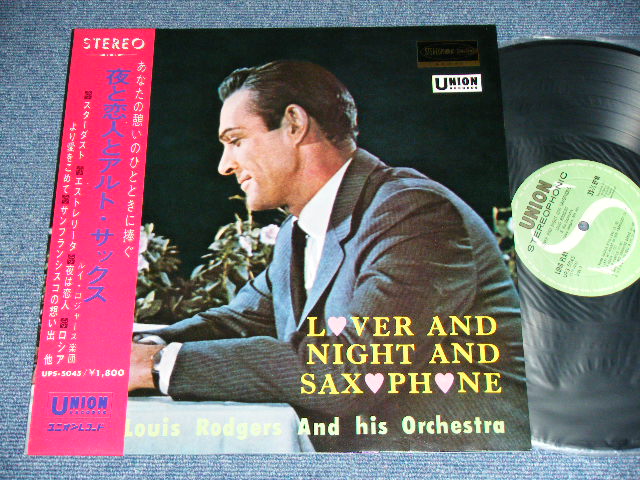 STEREO
あなたの憩いのひとときに捧ぐ
夜と恋人とアルト・サックス
ルイ・ロジャース楽団
スターダスト エストレリータ 夜は恋人 ロシア
より愛をこめて サンフランシスコの想い出 他
UPS-5045/¥1,800
UNION
RECORDS
ユニオンレコード
UNION
RECORDS
LOVER AND
NIGHT AND
SAXOPHONE
Louis Rodgers And his Orchestra
UNION
STEREOPHONIC